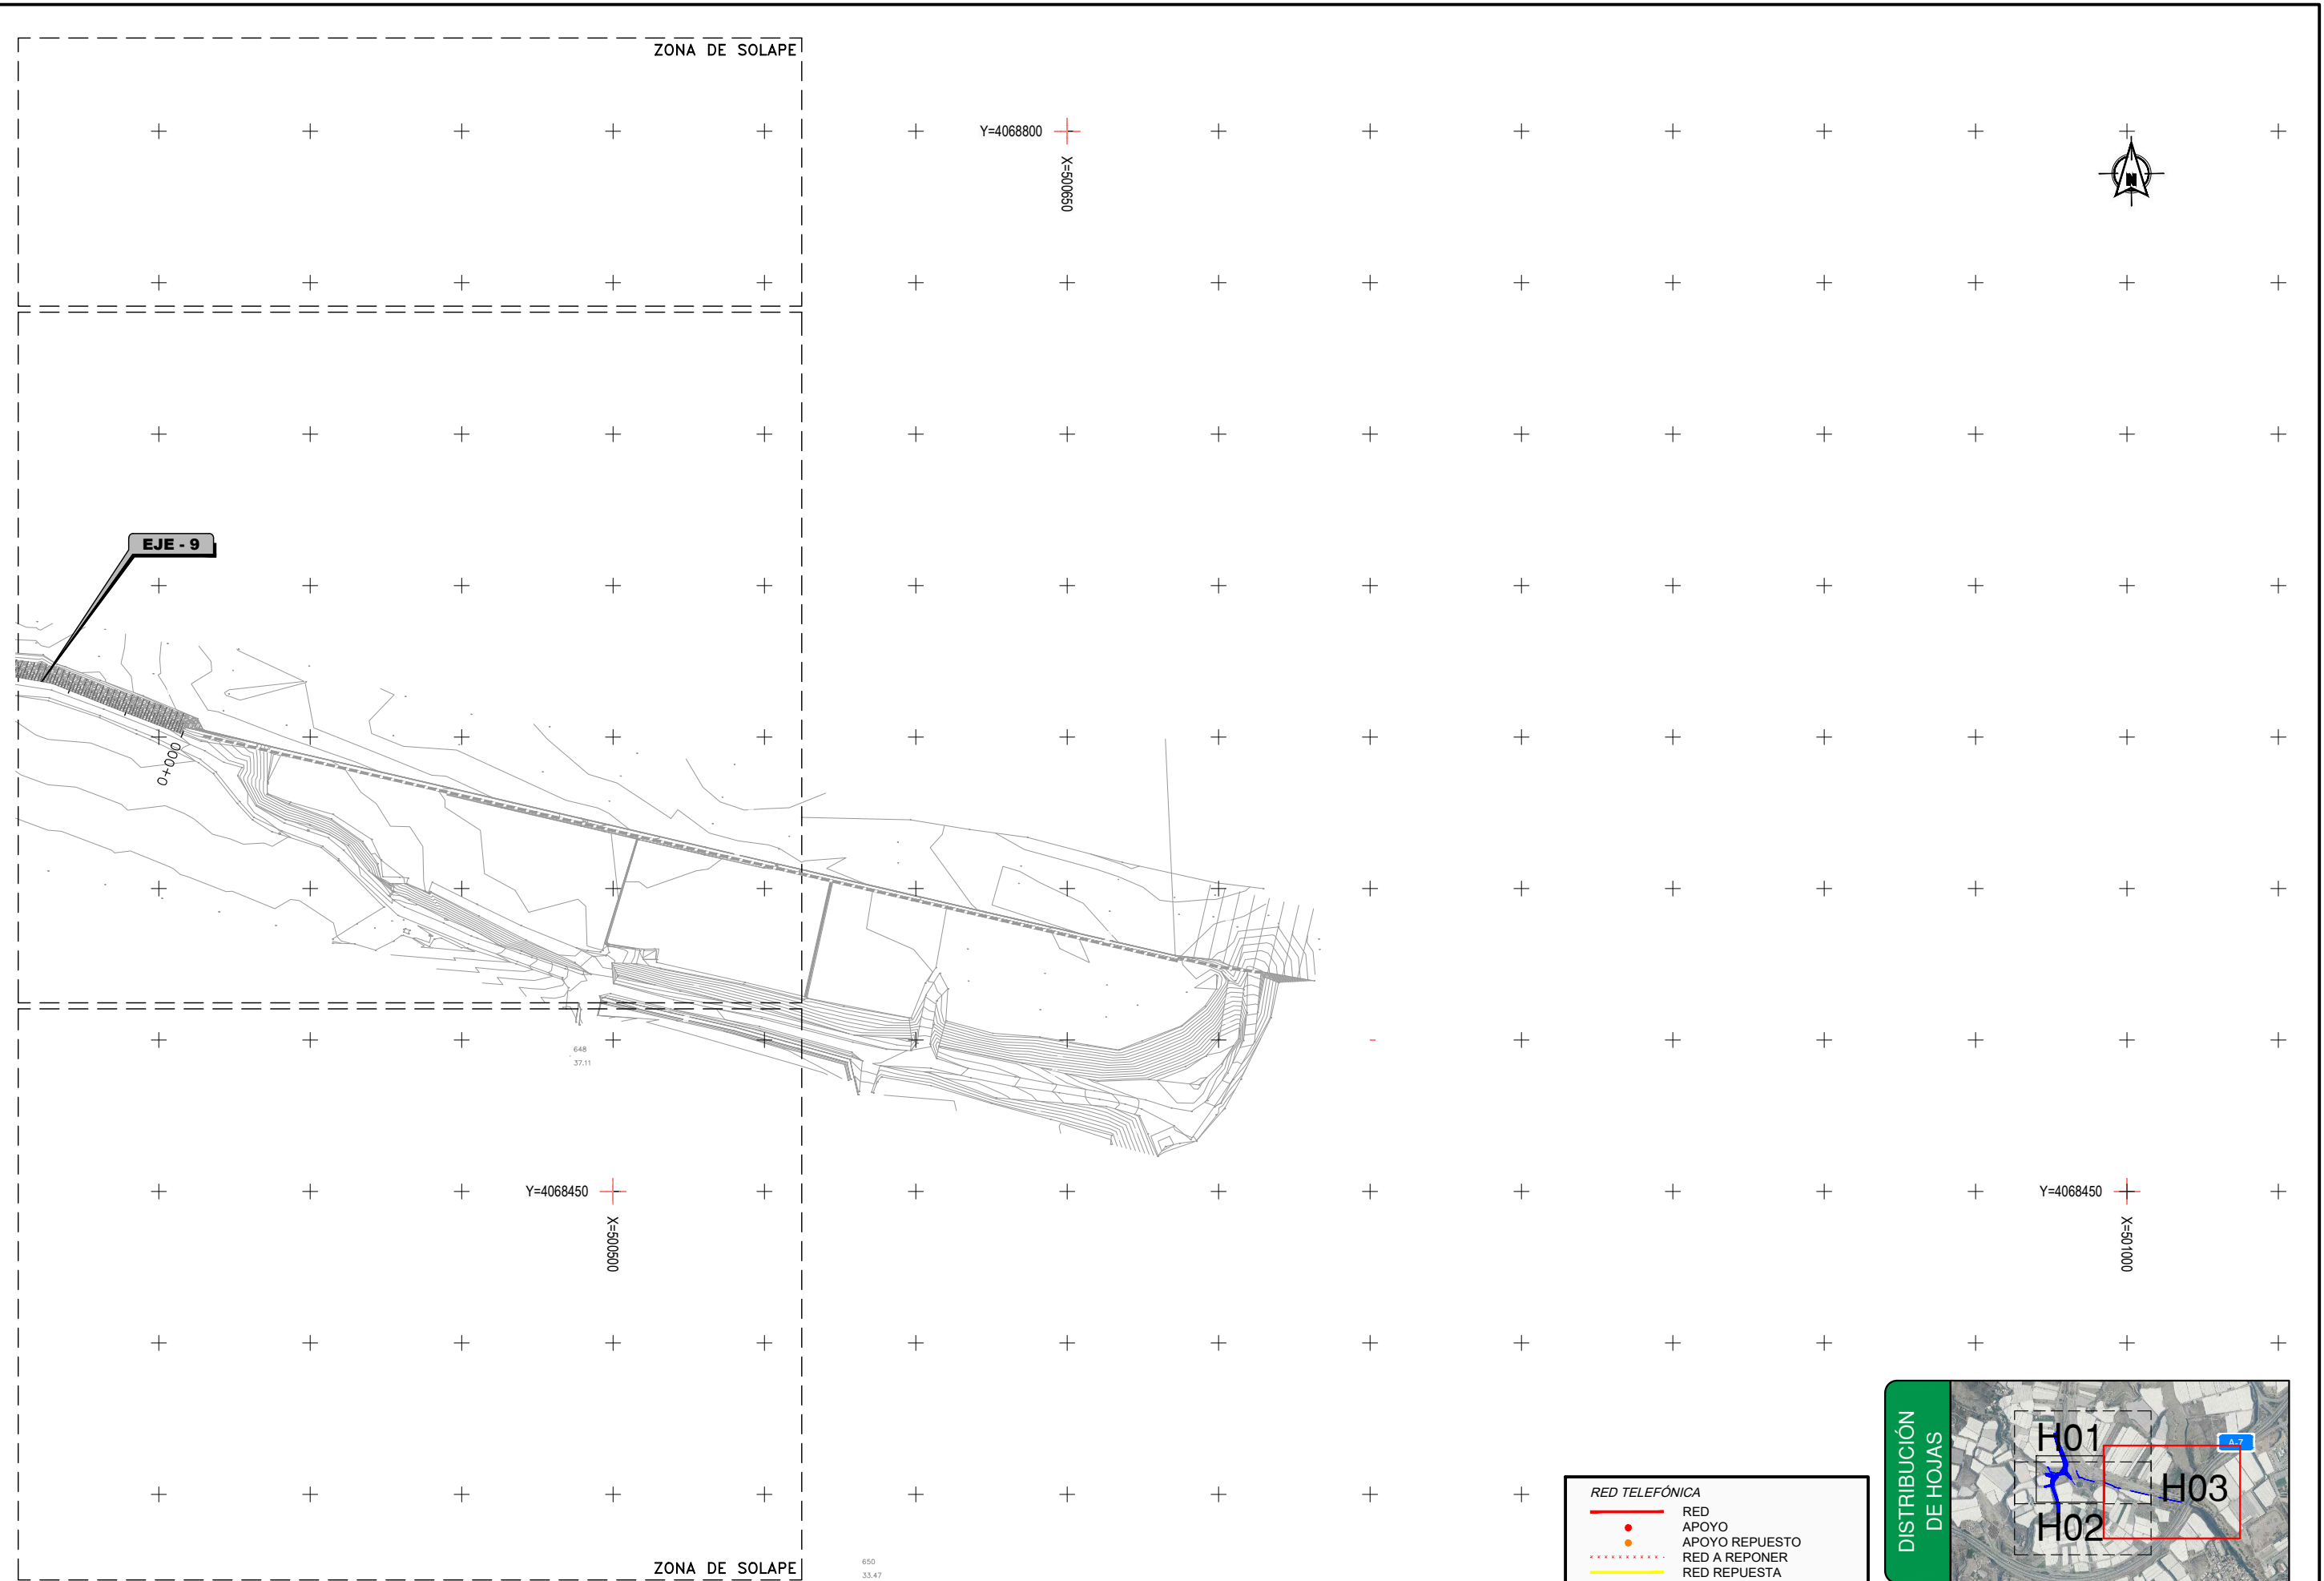 ZONA DE SOLAPE
Y=4068800
X=500650
N
EJE - 9
0+000
648
37.11
Y=4068450
X=500500
Y=4068450
X=501000
ZONA DE SOLAPE
650
33.47
RED TELEFÓNICA
RED
APOYO
APOYO REPUESTO
RED A REPONER
RED REPUESTA
DISTRIBUCIÓN
DE HOJAS
H01
A-7
H03
H02